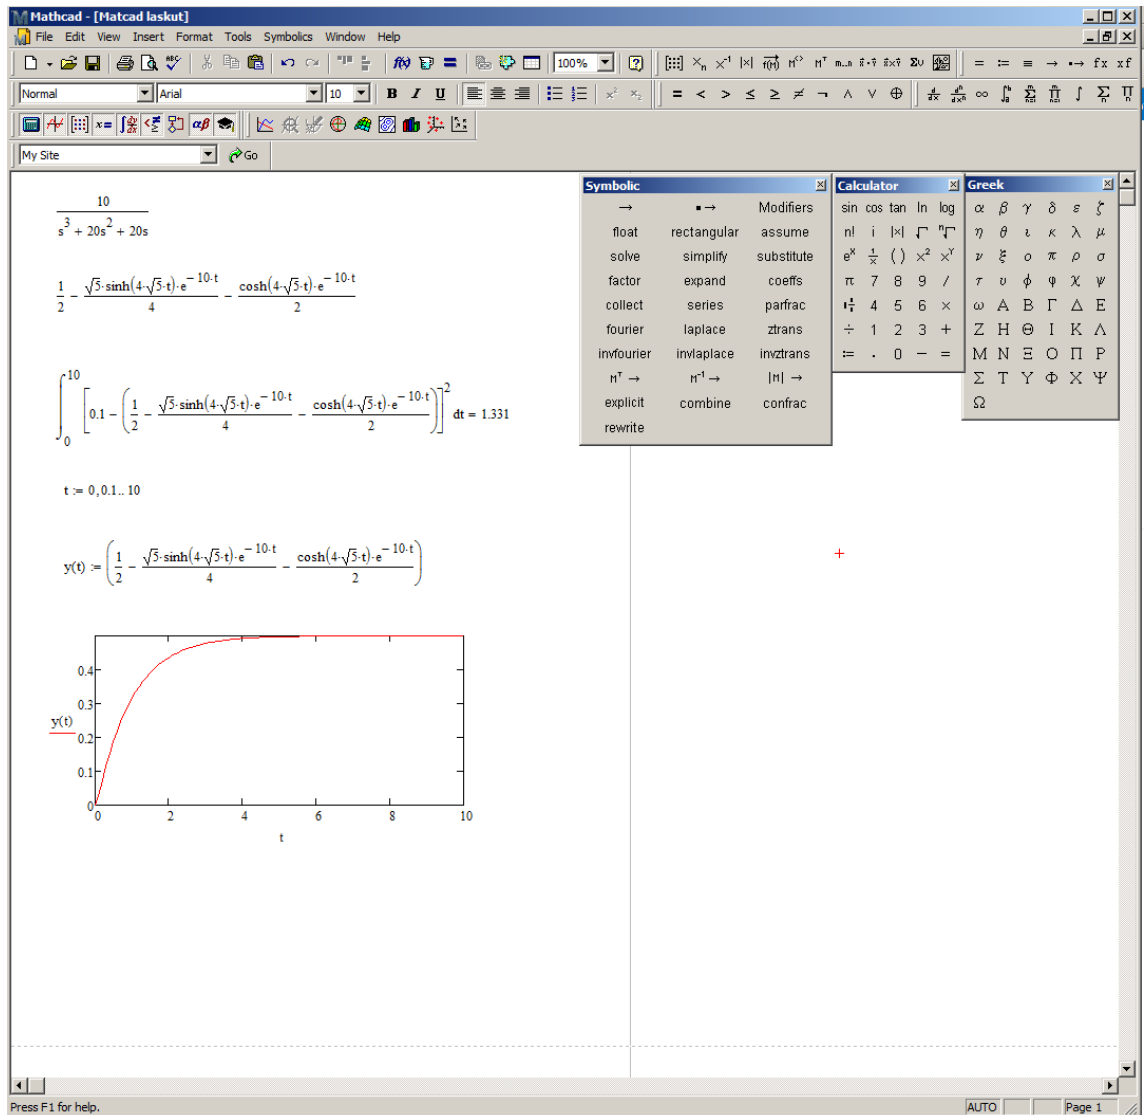 Mathcad - [Matcad laskut]
File Edit View Insert Format Tools Symbolics Window Help
100%
Normal Arial 10 B I U
My Site Go
10
s^3 + 20s^2 + 20s
1/2 - √5·sinh(4·√5·t)·e^(-10·t)/4 - cosh(4·√5·t)·e^(-10·t)/2
∫_0^10 [0.1 - (1/2 - √5·sinh(4·√5·t)·e^(-10·t)/4 - cosh(4·√5·t)·e^(-10·t)/2)]^2 dt = 1.331
t := 0,0.1.. 10
y(t) := (1/2 - √5·sinh(4·√5·t)·e^(-10·t)/4 - cosh(4·√5·t)·e^(-10·t)/2)
0.4
0.3
y(t)
0.2
0.1
0
0 2 4 6 8 10
t
Symbolic
→ ▪ → Modifiers
float rectangular assume
solve simplify substitute
factor expand coeffs
collect series parfrac
fourier laplace ztrans
invfourier invlaplace invztrans
M^T → M^-1 → |M| →
explicit combine confrac
rewrite
Calculator
sin cos tan ln log
n! i |×| √ ⁿ√
e^x 1/x ( ) ×² ×^Y
π 7 8 9 /
4 5 6 ×
÷ 1 2 3 +
:= . 0 − =
Greek
α β γ δ ε ζ
η θ ι κ λ μ
ν ξ ο π ρ σ
τ υ ϕ φ χ ψ
ω Α Β Γ Δ Ε
Ζ Η Θ Ι Κ Λ
Μ Ν Ξ Ο Π Ρ
Σ Τ Υ Φ Χ Ψ
Ω
Press F1 for help.
AUTO Page 1